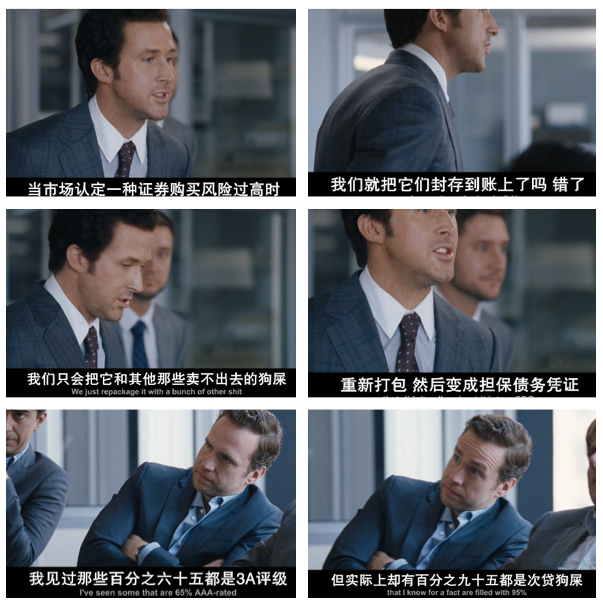 当市场认定一种证券购买风险过高时
我们就把它们封存到账上了吗 错了
我们只会把它和其他那些卖不出去的狗屎
We just repackage it with a bunch of other shit
重新打包 然后变成担保债务凭证
我见过那些百分之六十五都是3A评级
I've seen some that are 65% AAA-rated
但实际上却有百分之九十五都是次贷狗屎
that I know for a fact are filled with 95%